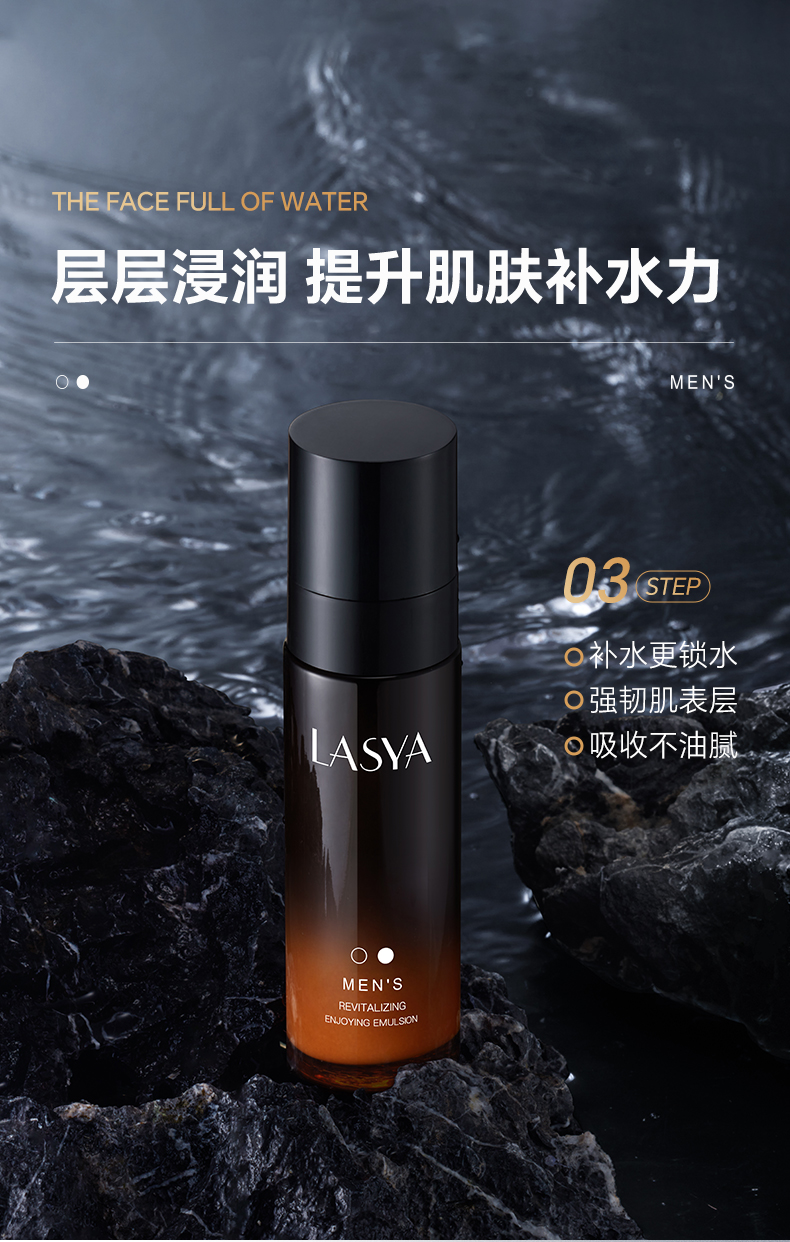 THE FACE FULL OF WATER
层层浸润 提升肌肤补水力
MEN'S
03 STEP
补水更锁水
强韧肌表层
吸收不油腻
LASYA
MEN'S
REVITALIZING
ENJOYING EMULSION